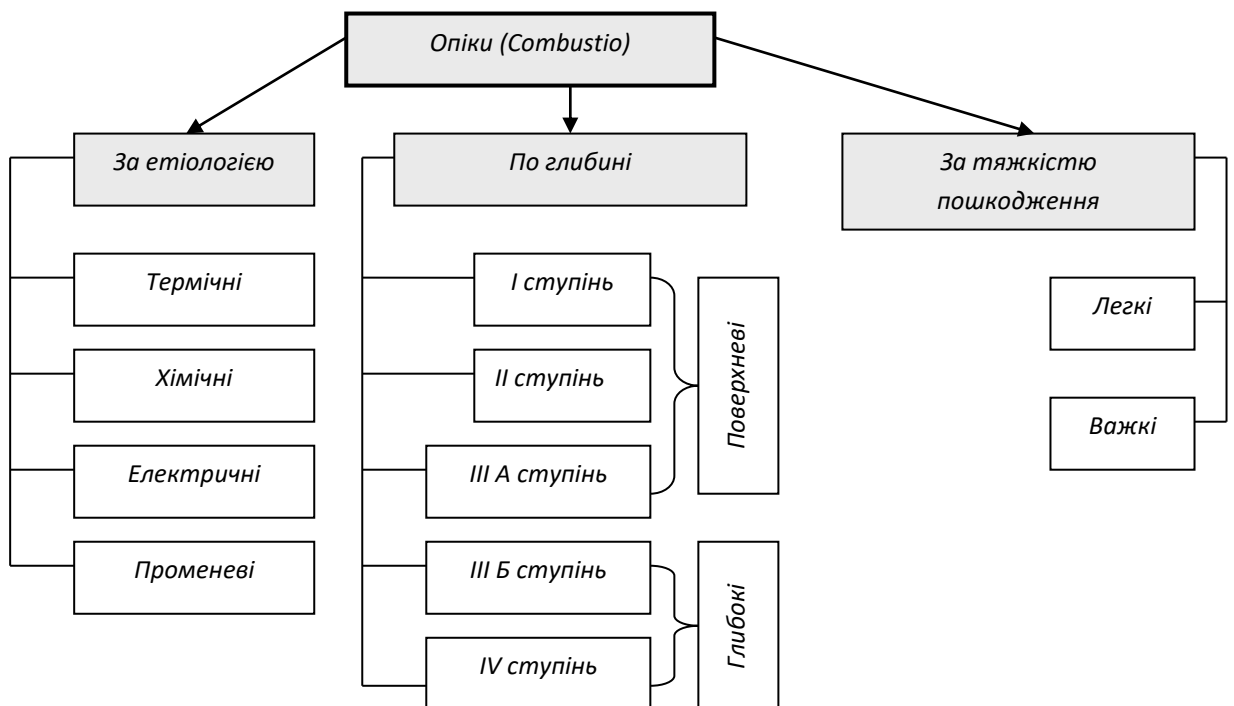 Опіки (Combustio)
За етіологією
По глибині
За тяжкістю
пошкодження
Термічні
Хімічні
Електричні
Променеві
І ступінь
ІІ ступінь
ІІІ А ступінь
ІІІ Б ступінь
IV ступінь
Поверхневі
Глибокі
Легкі
Важкі